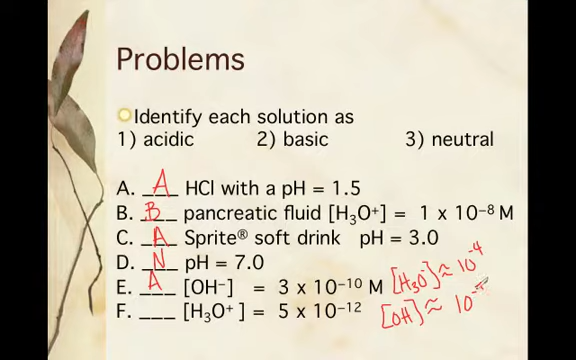 Problems
Identify each solution as
1) acidic 2) basic 3) neutral
A. A HCl with a pH = 1.5
B. B pancreatic fluid [H₃O⁺] = 1 x 10⁻⁸ M
C. A Sprite® soft drink pH = 3.0
D. N pH = 7.0
E. A [OH⁻] = 3 x 10⁻¹⁰ M [H₃O⁺] ≈ 10⁻⁴
F. ___ [H₃O⁺] = 5 x 10⁻¹² [OH] ≈ 10